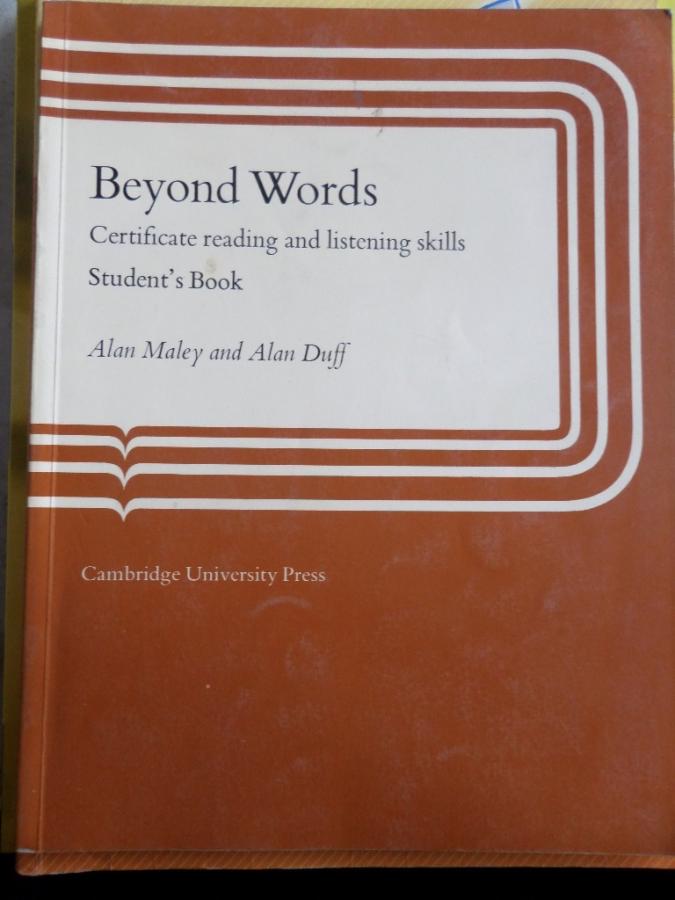 Beyond Words
Certificate reading and listening skills
Student's Book
Alan Maley and Alan Duff
Cambridge University Press